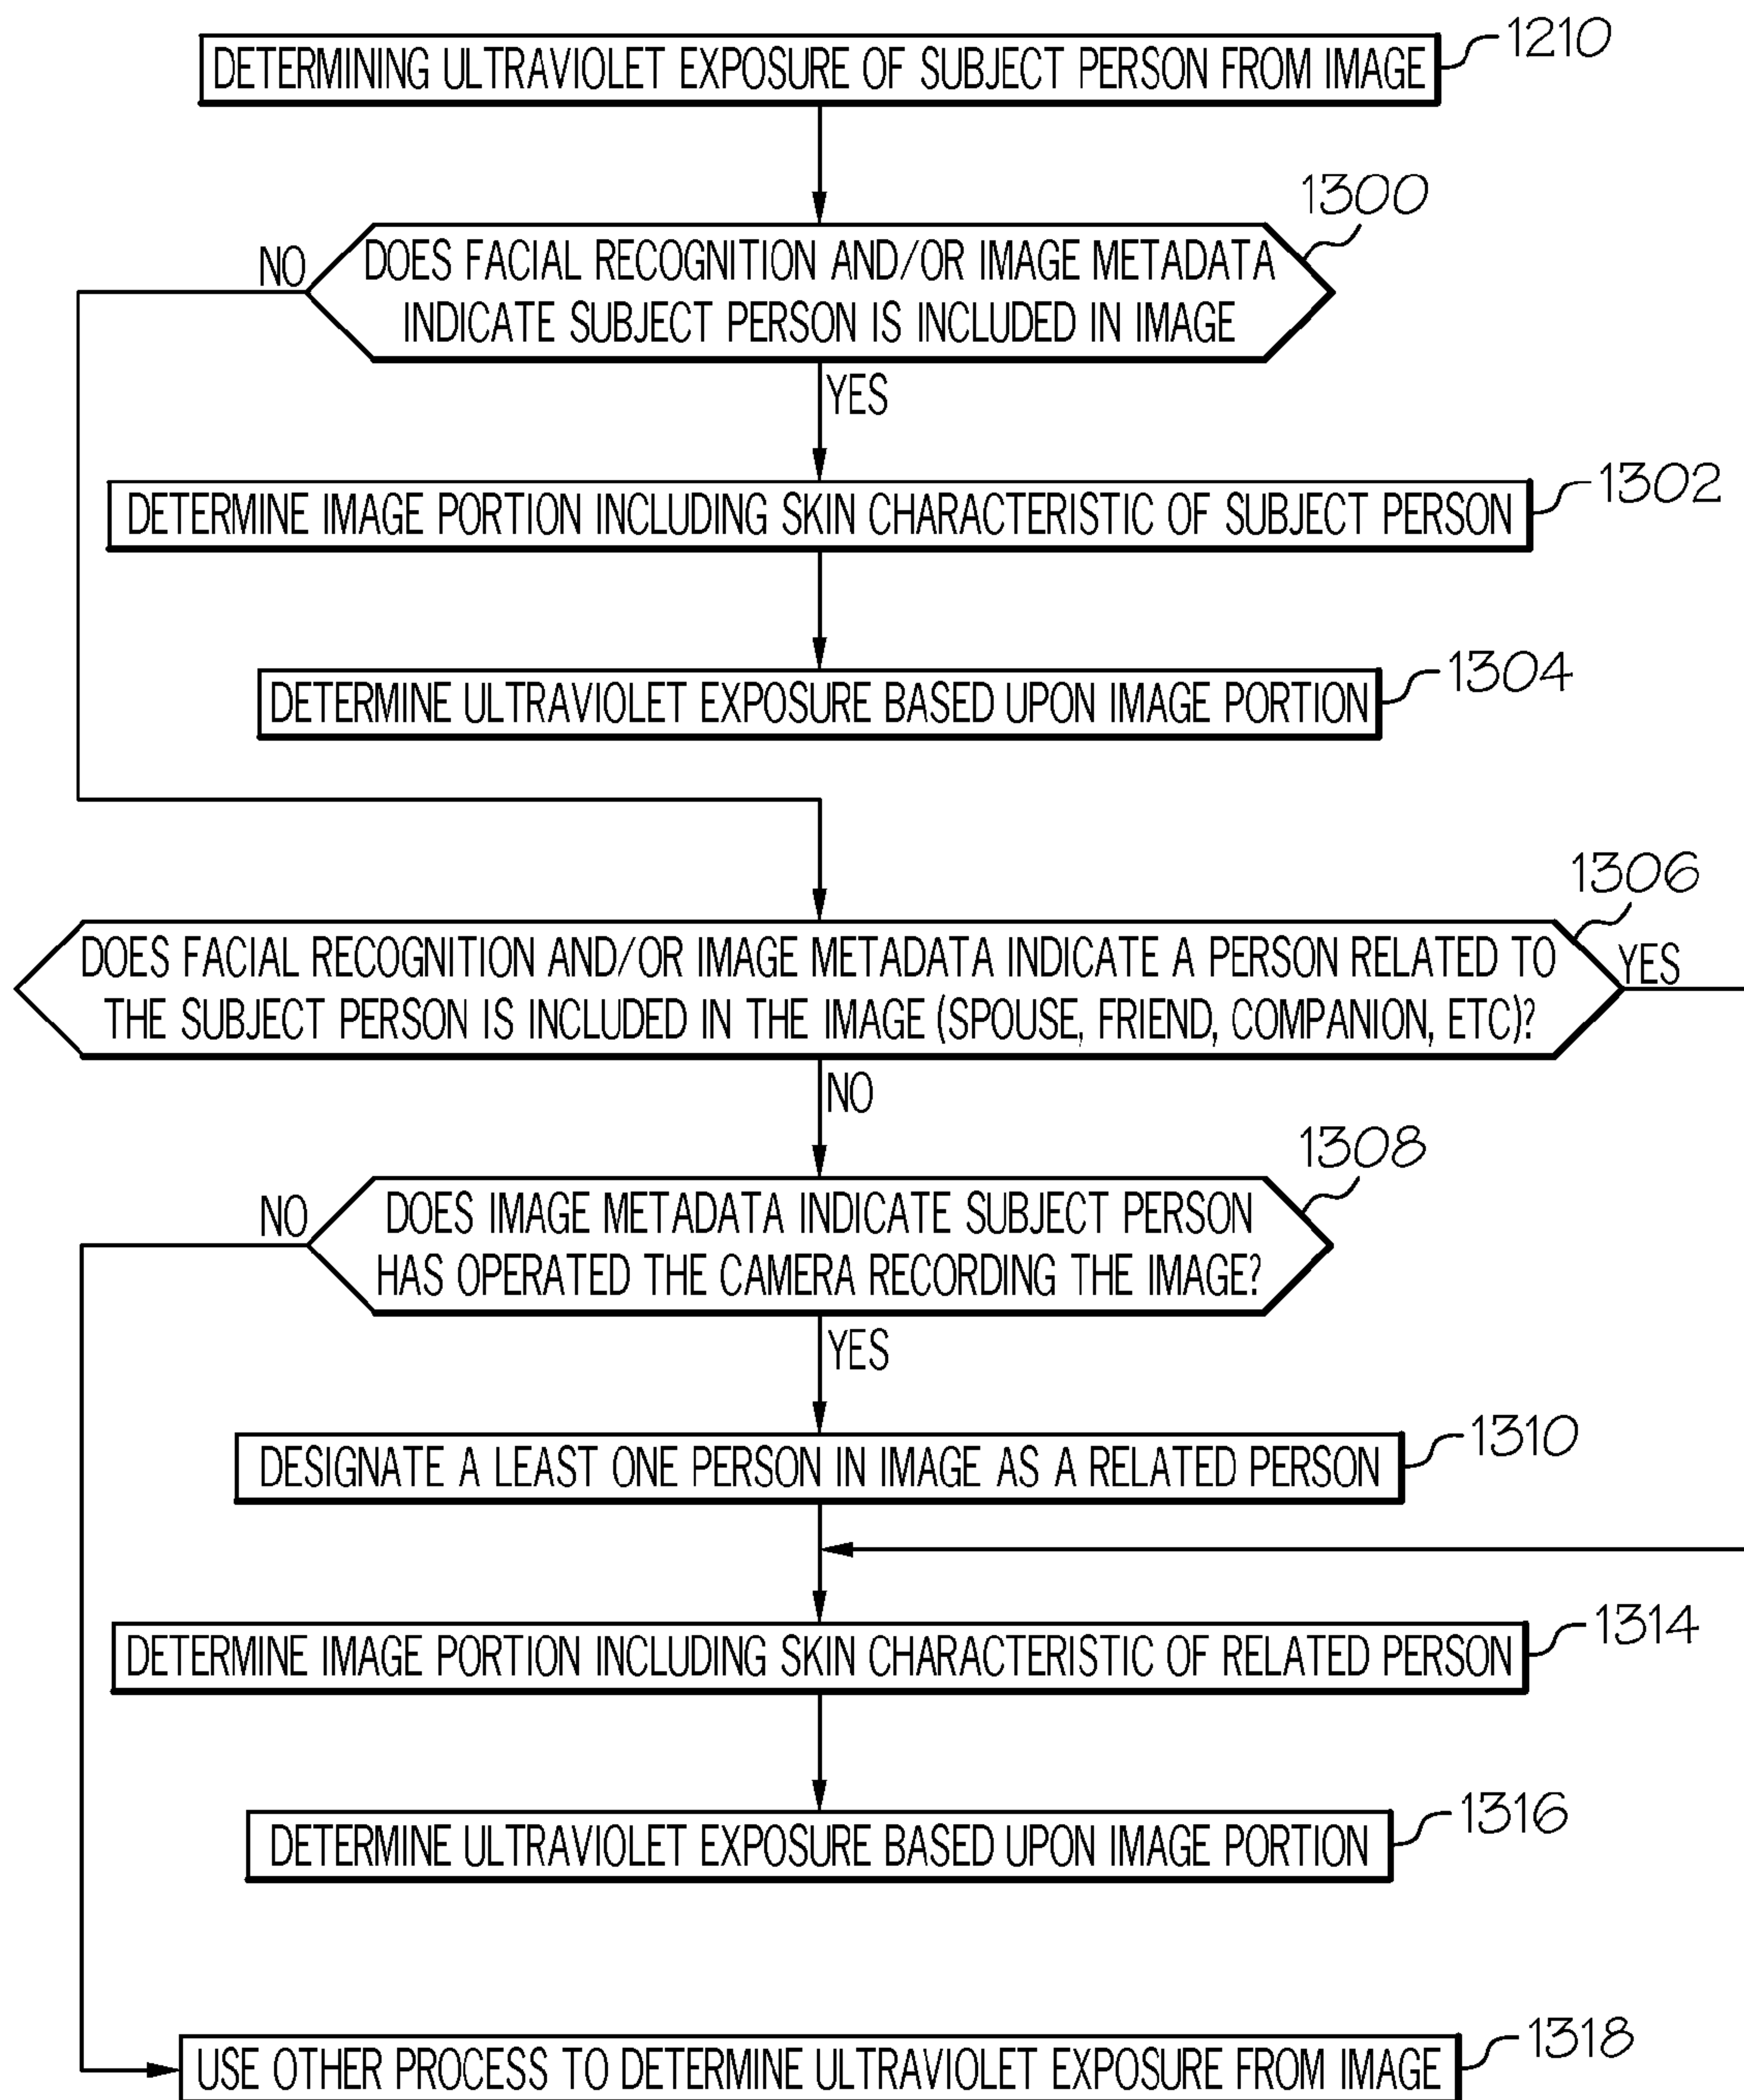 DETERMINING ULTRAVIOLET EXPOSURE OF SUBJECT PERSON FROM IMAGE
1210
1300
NO
DOES FACIAL RECOGNITION AND/OR IMAGE METADATA
INDICATE SUBJECT PERSON IS INCLUDED IN IMAGE
YES
DETERMINE IMAGE PORTION INCLUDING SKIN CHARACTERISTIC OF SUBJECT PERSON
1302
DETERMINE ULTRAVIOLET EXPOSURE BASED UPON IMAGE PORTION
1304
1306
DOES FACIAL RECOGNITION AND/OR IMAGE METADATA INDICATE A PERSON RELATED TO
THE SUBJECT PERSON IS INCLUDED IN THE IMAGE (SPOUSE, FRIEND, COMPANION, ETC)?
YES
NO
1308
NO
DOES IMAGE METADATA INDICATE SUBJECT PERSON
HAS OPERATED THE CAMERA RECORDING THE IMAGE?
YES
DESIGNATE A LEAST ONE PERSON IN IMAGE AS A RELATED PERSON
1310
DETERMINE IMAGE PORTION INCLUDING SKIN CHARACTERISTIC OF RELATED PERSON
1314
DETERMINE ULTRAVIOLET EXPOSURE BASED UPON IMAGE PORTION
1316
USE OTHER PROCESS TO DETERMINE ULTRAVIOLET EXPOSURE FROM IMAGE
1318